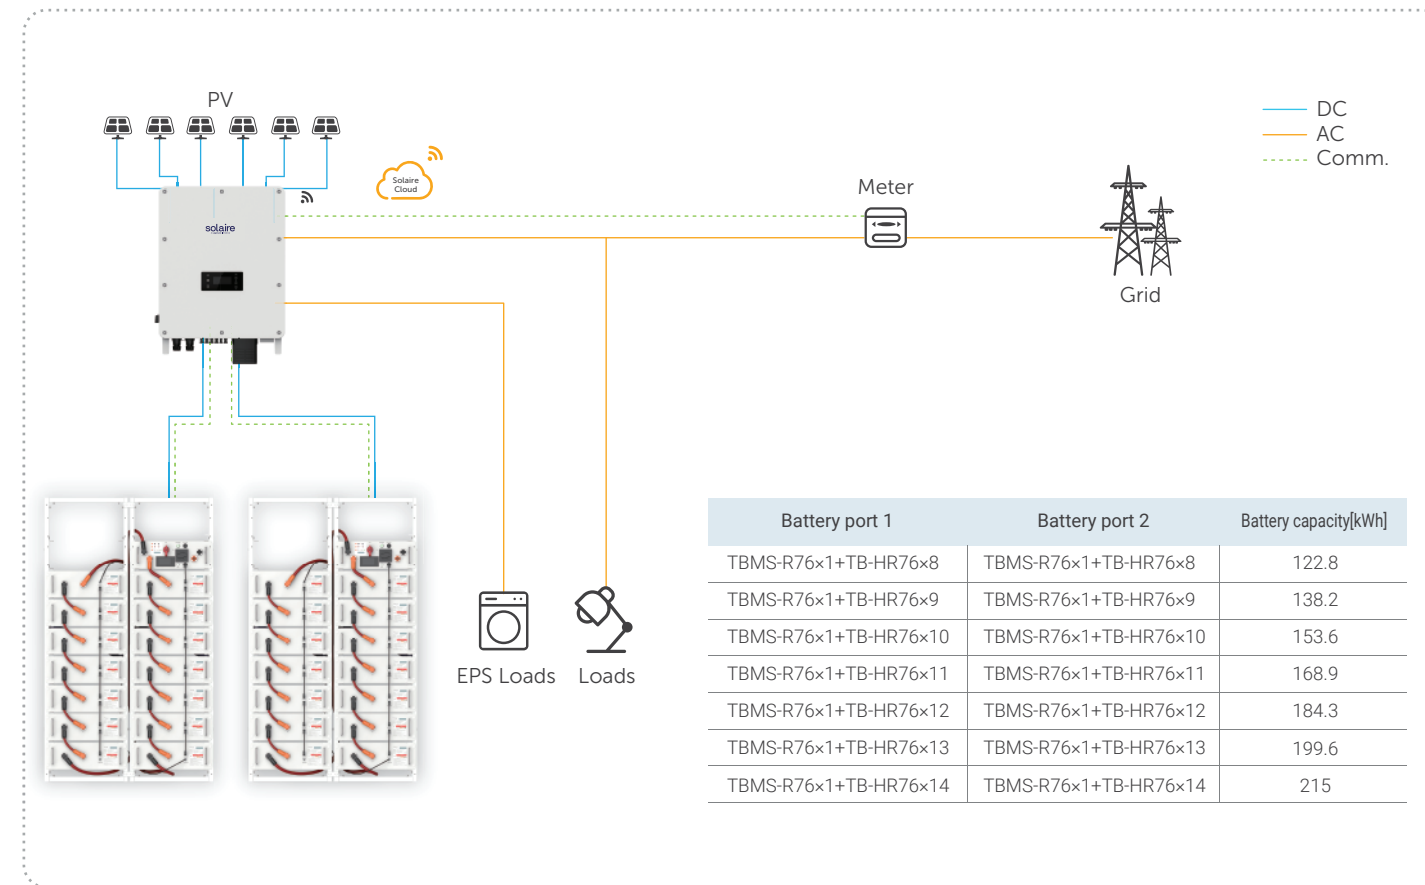 PV
DC
AC
Comm.
Solaire
Cloud
Meter
solaire
Grid
EPS Loads
Loads
Battery port 1 Battery port 2 Battery capacity[kWh]
TBMS-R76×1+TB-HR76×8 TBMS-R76×1+TB-HR76×8 122.8
TBMS-R76×1+TB-HR76×9 TBMS-R76×1+TB-HR76×9 138.2
TBMS-R76×1+TB-HR76×10 TBMS-R76×1+TB-HR76×10 153.6
TBMS-R76×1+TB-HR76×11 TBMS-R76×1+TB-HR76×11 168.9
TBMS-R76×1+TB-HR76×12 TBMS-R76×1+TB-HR76×12 184.3
TBMS-R76×1+TB-HR76×13 TBMS-R76×1+TB-HR76×13 199.6
TBMS-R76×1+TB-HR76×14 TBMS-R76×1+TB-HR76×14 215